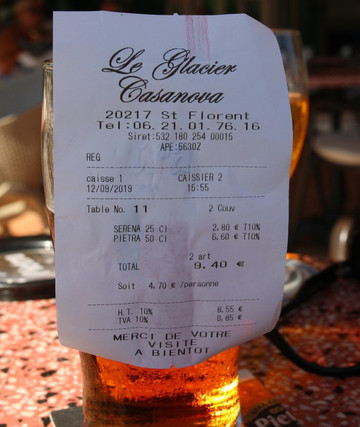 Le Glacier
Casanova
20217 St Florent
Tel:06.21.01.76.16
Siret:532 180 254 00015
APE:5630Z
REG
caisse 1 CAISSIER 2
12/09/2019 15:55
Table No. 11 2 Couv
SERENA 25 Cl 2.80 € T10%
PIETRA 50 Cl 6.60 € T10%
2 art
TOTAL 9.40 €
Soit 4.70 € /personne
H.T. 10% 8.55 €
TVA 10% 0.85 €
MERCI DE VOTRE
VISITE
A BIENTOT